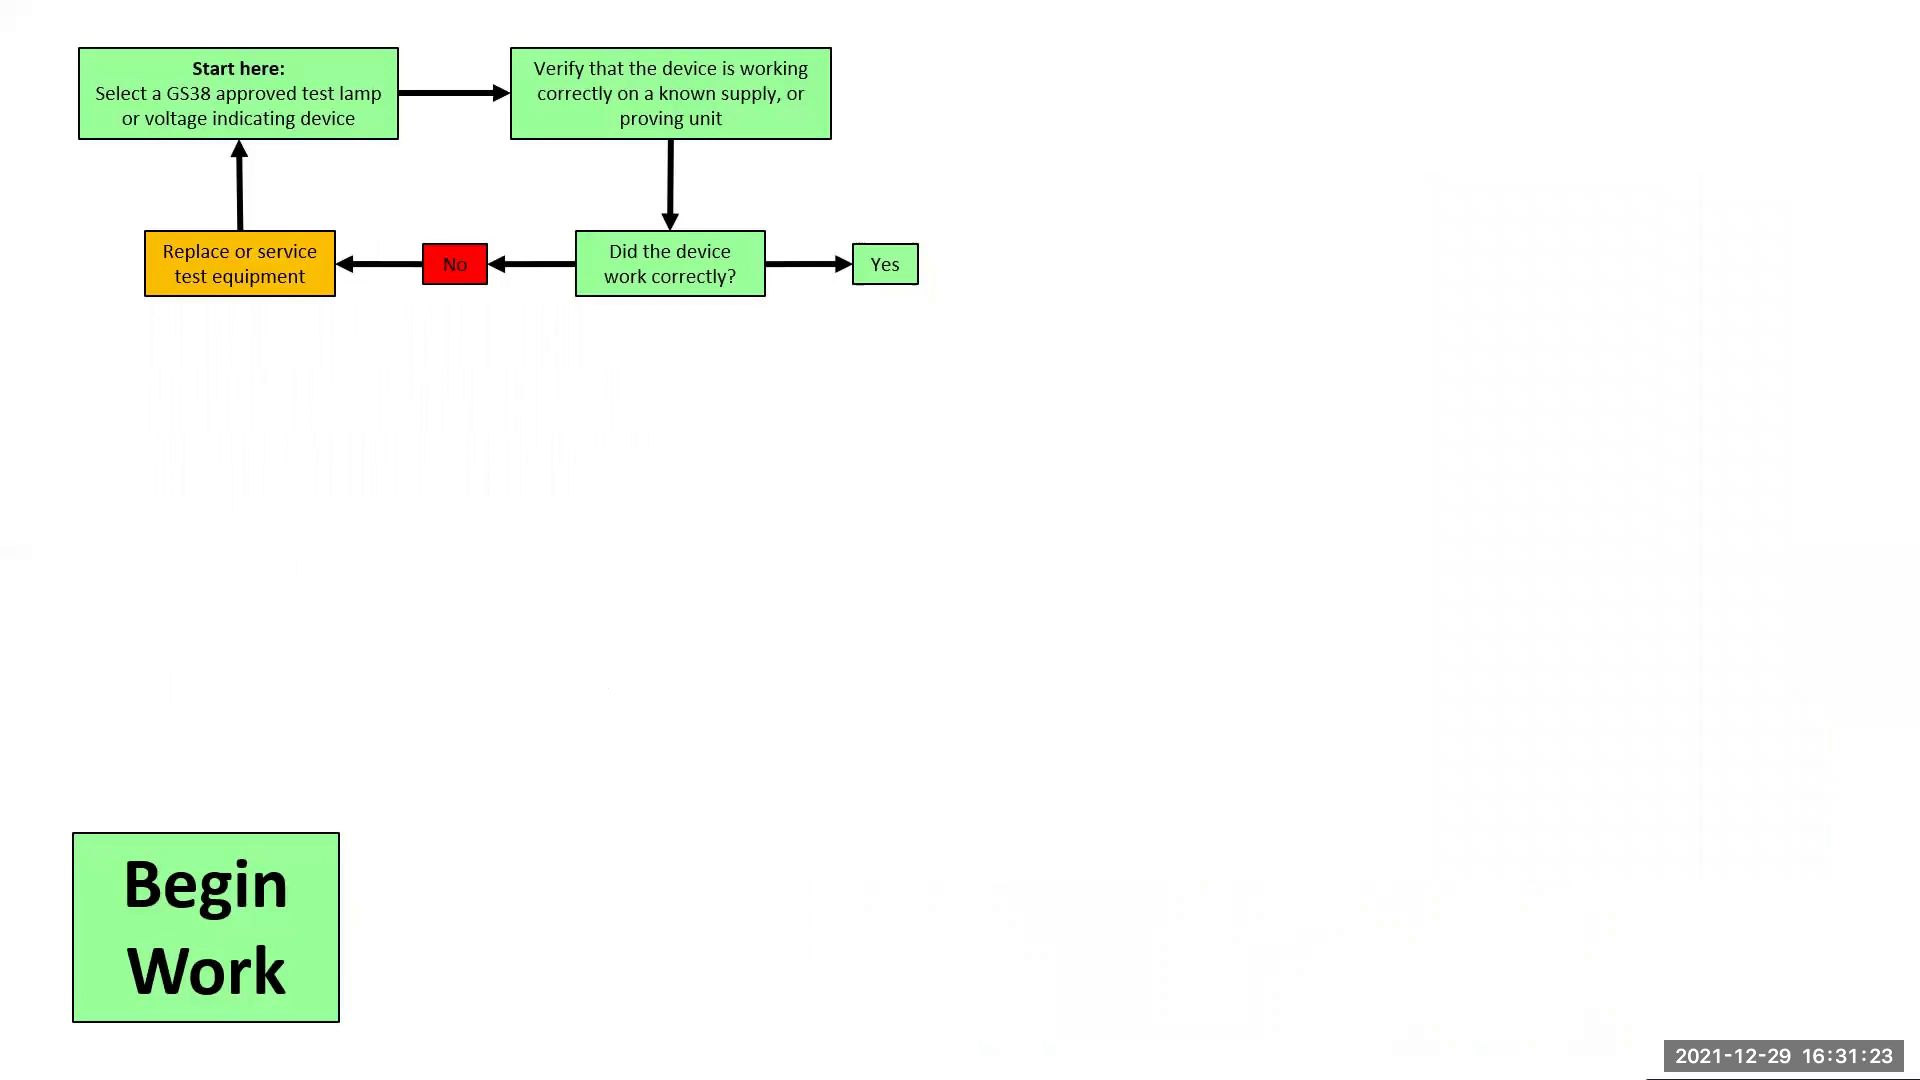 Start here:
Select a GS38 approved test lamp
or voltage indicating device
Verify that the device is working
correctly on a known supply, or
proving unit
Replace or service
test equipment
No
Did the device
work correctly?
Yes
Begin
Work
2021-12-29 16:31:23